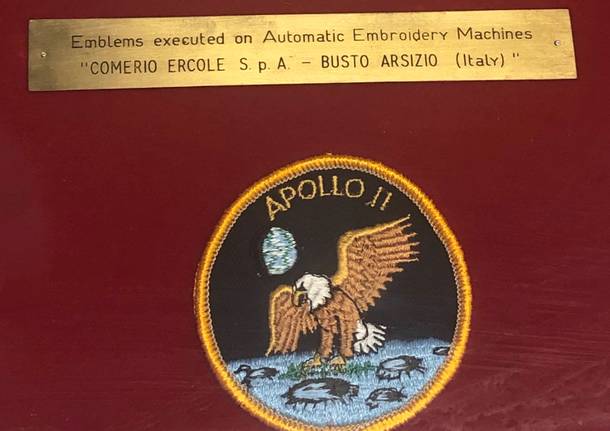 Emblems executed on Automatic Embroidery Machines
"COMERIO ERCOLE S. p. A. - BUSTO ARSIZIO (Italy) "
APOLLO 11